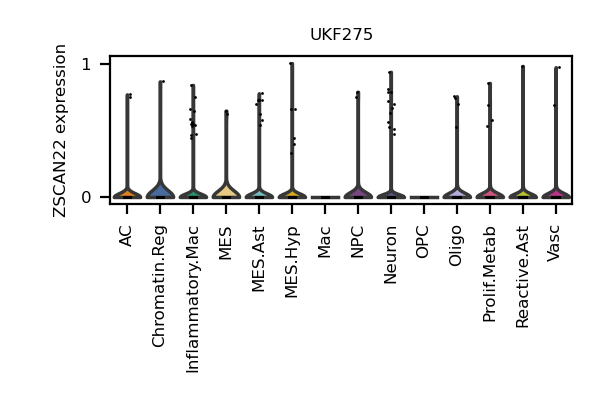 UKF275
ZSCAN22 expression
1
0
AC
Chromatin.Reg
Inflammatory.Mac
MES
MES.Ast
MES.Hyp
Mac
NPC
Neuron
OPC
Oligo
Prolif.Metab
Reactive.Ast
Vasc